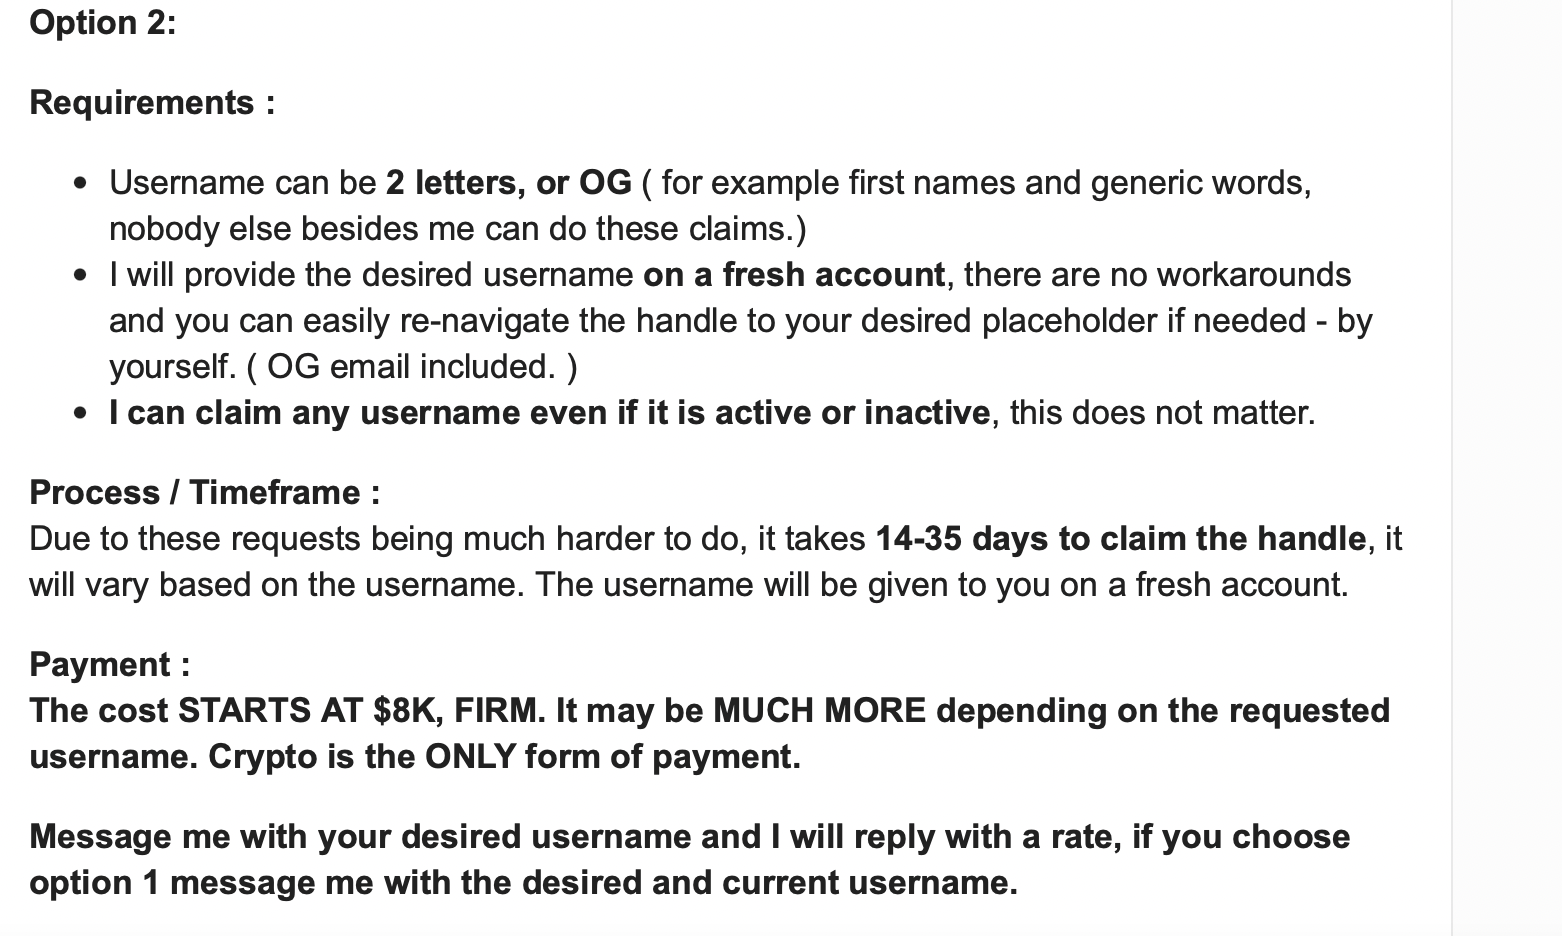 Option 2:
Requirements :
• Username can be 2 letters, or OG ( for example first names and generic words,
nobody else besides me can do these claims.)
• I will provide the desired username on a fresh account, there are no workarounds
and you can easily re-navigate the handle to your desired placeholder if needed - by
yourself. ( OG email included. )
• I can claim any username even if it is active or inactive, this does not matter.
Process / Timeframe :
Due to these requests being much harder to do, it takes 14-35 days to claim the handle, it
will vary based on the username. The username will be given to you on a fresh account.
Payment :
The cost STARTS AT $8K, FIRM. It may be MUCH MORE depending on the requested
username. Crypto is the ONLY form of payment.
Message me with your desired username and I will reply with a rate, if you choose
option 1 message me with the desired and current username.